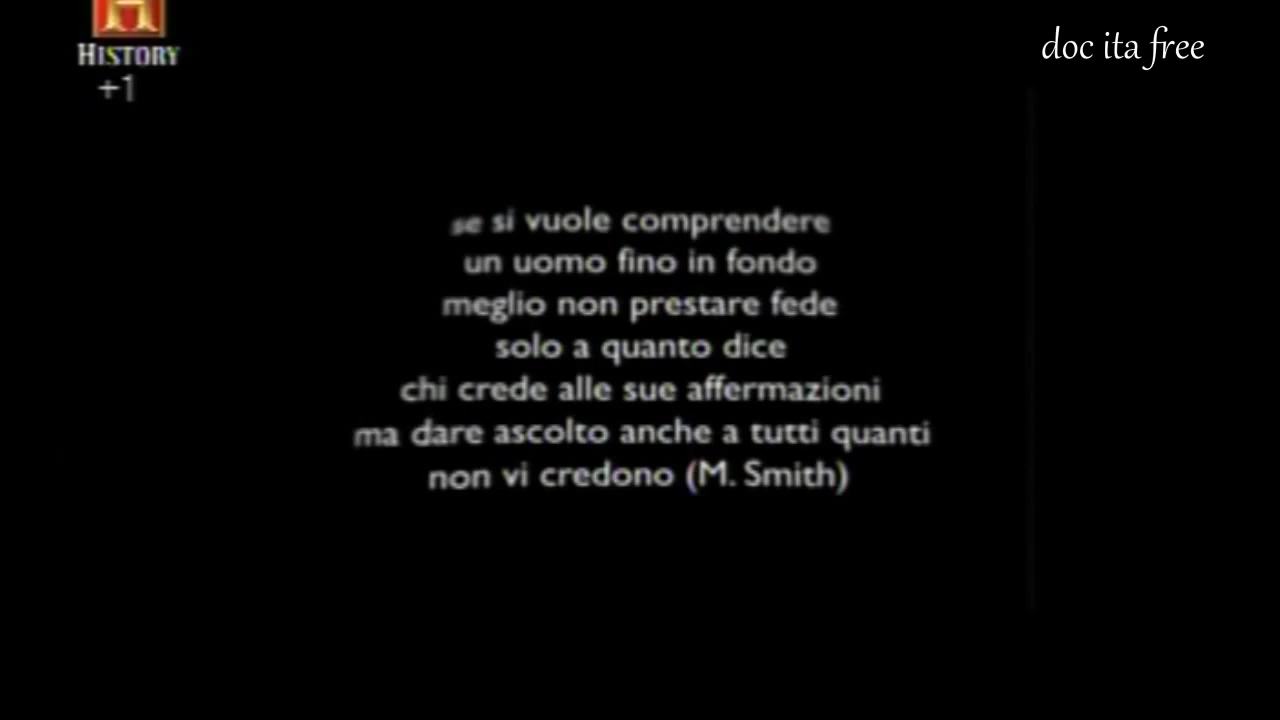 HISTORY
+1
doc ita free
se si vuole comprendere
un uomo fino in fondo
meglio non prestare fede
solo a quanto dice
chi crede alle sue affermazioni
ma dare ascolto anche a tutti quanti
non vi credono (M. Smith)